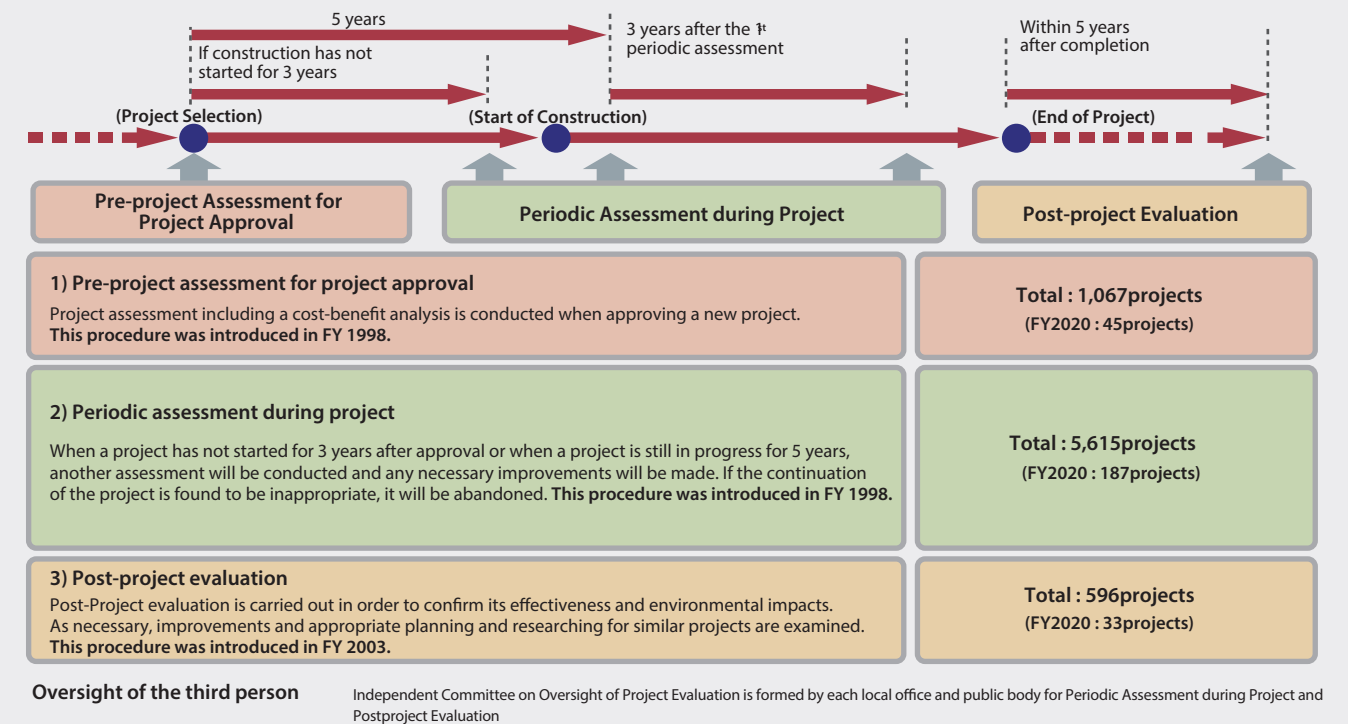 5 years
If construction has not
started for 3 years
3 years after the 1st
periodic assessment
Within 5 years
after completion
(Project Selection)
(Start of Construction)
(End of Project)
Pre-project Assessment for
Project Approval
Periodic Assessment during Project
Post-project Evaluation
1) Pre-project assessment for project approval
Project assessment including a cost-benefit analysis is conducted when approving a new project.
This procedure was introduced in FY 1998.
Total : 1,067projects
(FY2020 : 45projects)
2) Periodic assessment during project
When a project has not started for 3 years after approval or when a project is still in progress for 5 years,
another assessment will be conducted and any necessary improvements will be made. If the continuation
of the project is found to be inappropriate, it will be abandoned. This procedure was introduced in FY 1998.
Total : 5,615projects
(FY2020 : 187projects)
3) Post-project evaluation
Post-Project evaluation is carried out in order to confirm its effectiveness and environmental impacts.
As necessary, improvements and appropriate planning and researching for similar projects are examined.
This procedure was introduced in FY 2003.
Total : 596projects
(FY2020 : 33projects)
Oversight of the third person
Independent Committee on Oversight of Project Evaluation is formed by each local office and public body for Periodic Assessment during Project and
Postproject Evaluation